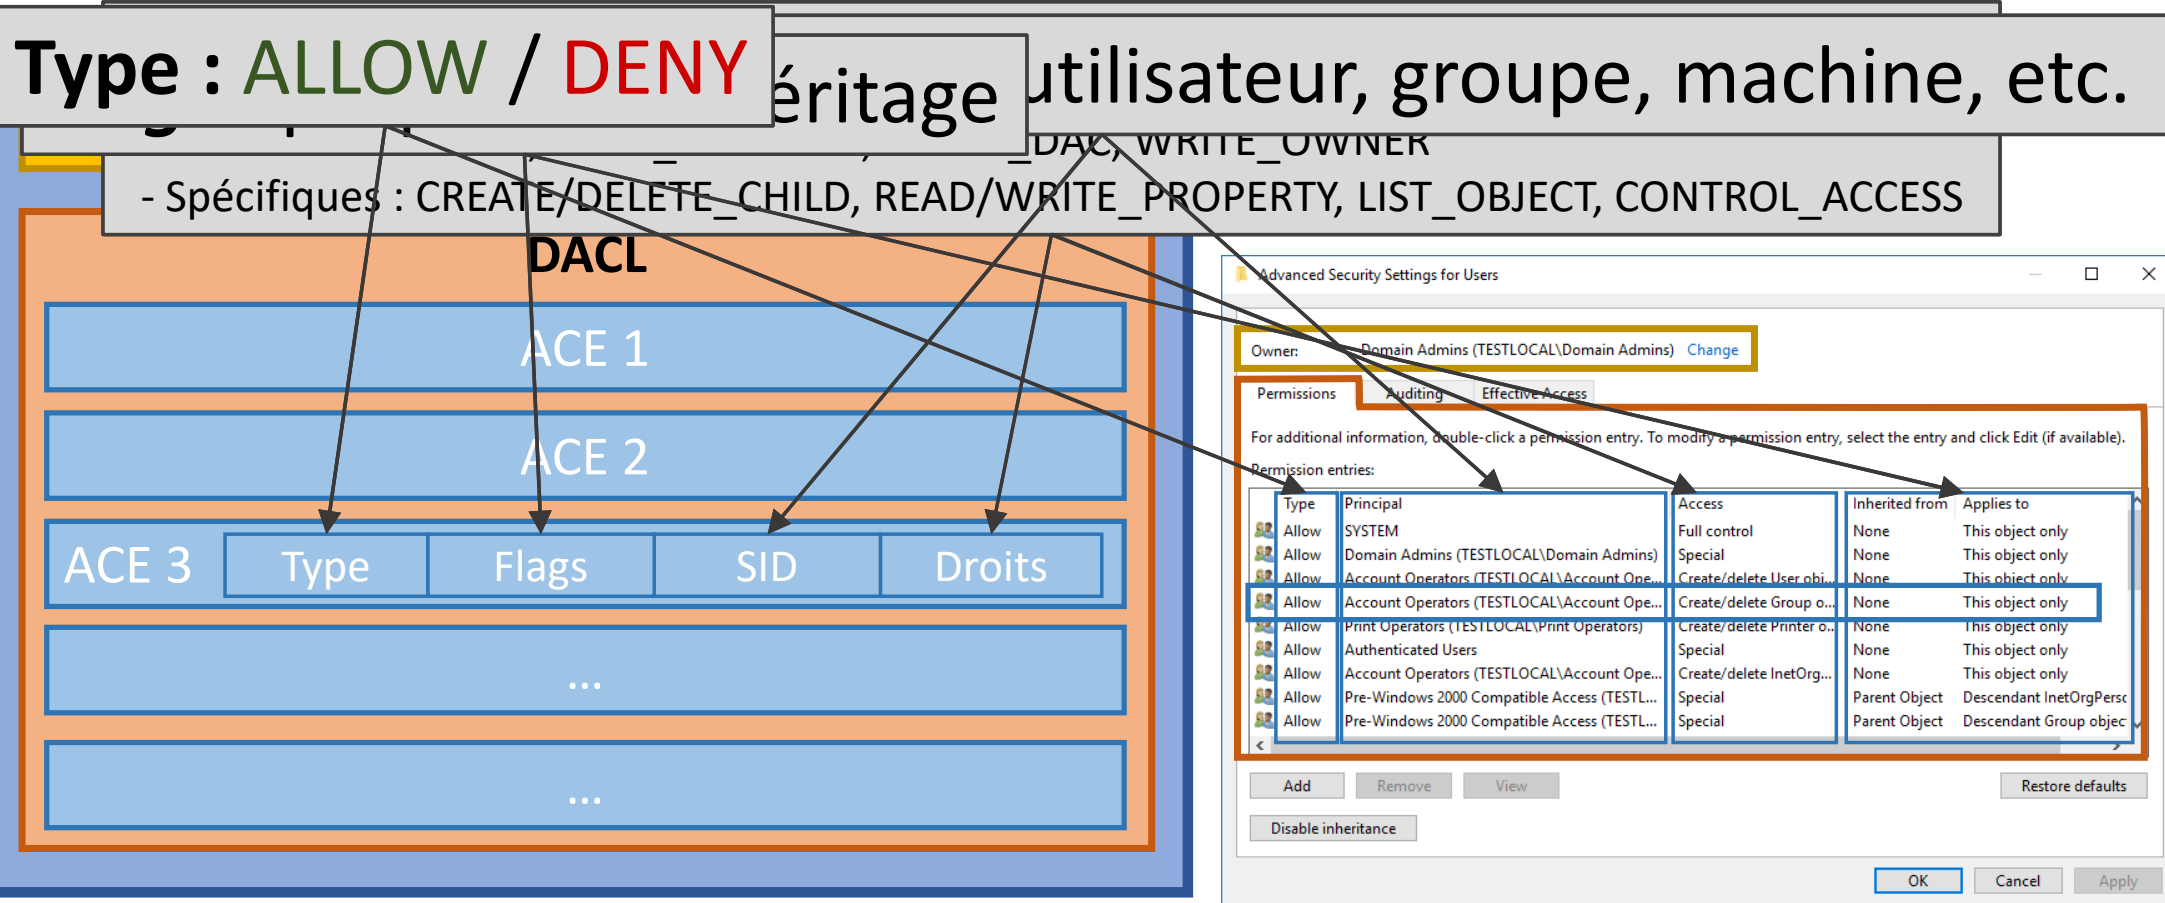 Type : ALLOW / DENY
éritage
utilisateur, groupe, machine, etc.
_DAC, WRITE_OWNER
- Spécifiques : CREATE/DELETE_CHILD, READ/WRITE_PROPERTY, LIST_OBJECT, CONTROL_ACCESS
DACL
ACE 1
ACE 2
ACE 3 Type Flags SID Droits
...
...
Advanced Security Settings for Users
Owner: Domain Admins (TESTLOCAL\Domain Admins) Change
Permissions Auditing Effective Access
For additional information, double-click a permission entry. To modify a permission entry, select the entry and click Edit (if available).
Permission entries:
Type Principal Access Inherited from Applies to
Allow SYSTEM Full control None This object only
Allow Domain Admins (TESTLOCAL\Domain Admins) Special None This object only
Allow Account Operators (TESTLOCAL\Account Ope... Create/delete User obj... None This object only
Allow Account Operators (TESTLOCAL\Account Ope... Create/delete Group o... None This object only
Allow Print Operators (TESTLOCAL\Print Operators) Create/delete Printer o... None This object only
Allow Authenticated Users Special None This object only
Allow Account Operators (TESTLOCAL\Account Ope... Create/delete InetOrg... None This object only
Allow Pre-Windows 2000 Compatible Access (TESTL... Special Parent Object Descendant InetOrgPerso
Allow Pre-Windows 2000 Compatible Access (TESTL... Special Parent Object Descendant Group objec
Add Remove View Restore defaults
Disable inheritance
OK Cancel Apply